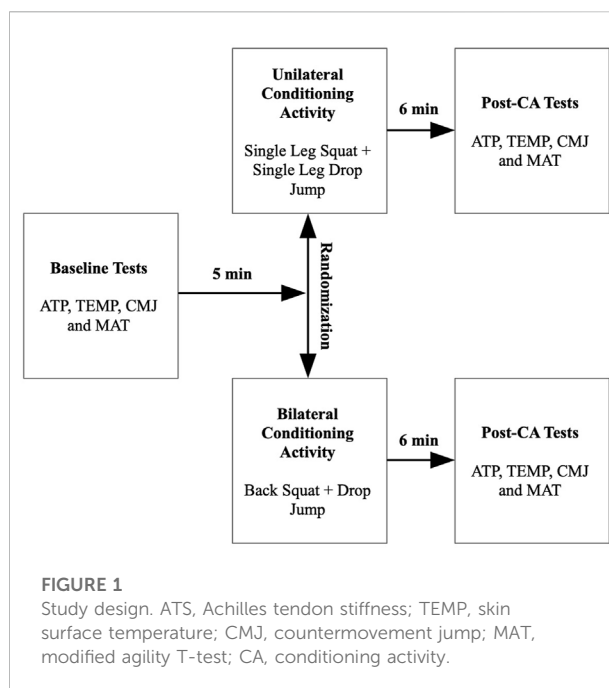 Unilateral
Conditioning
Activity
Single Leg Squat +
Single Leg Drop
Jump
6 min
Post-CA Tests
ATP, TEMP, CMJ
and MAT
Baseline Tests
ATP, TEMP, CMJ
and MAT
5 min
Randomization
Bilateral
Conditioning
Activity
Back Squat + Drop
Jump
6 min
Post-CA Tests
ATP, TEMP, CMJ
and MAT
FIGURE 1
Study design. ATS, Achilles tendon stiffness; TEMP, skin
surface temperature; CMJ, countermovement jump; MAT,
modified agility T-test; CA, conditioning activity.